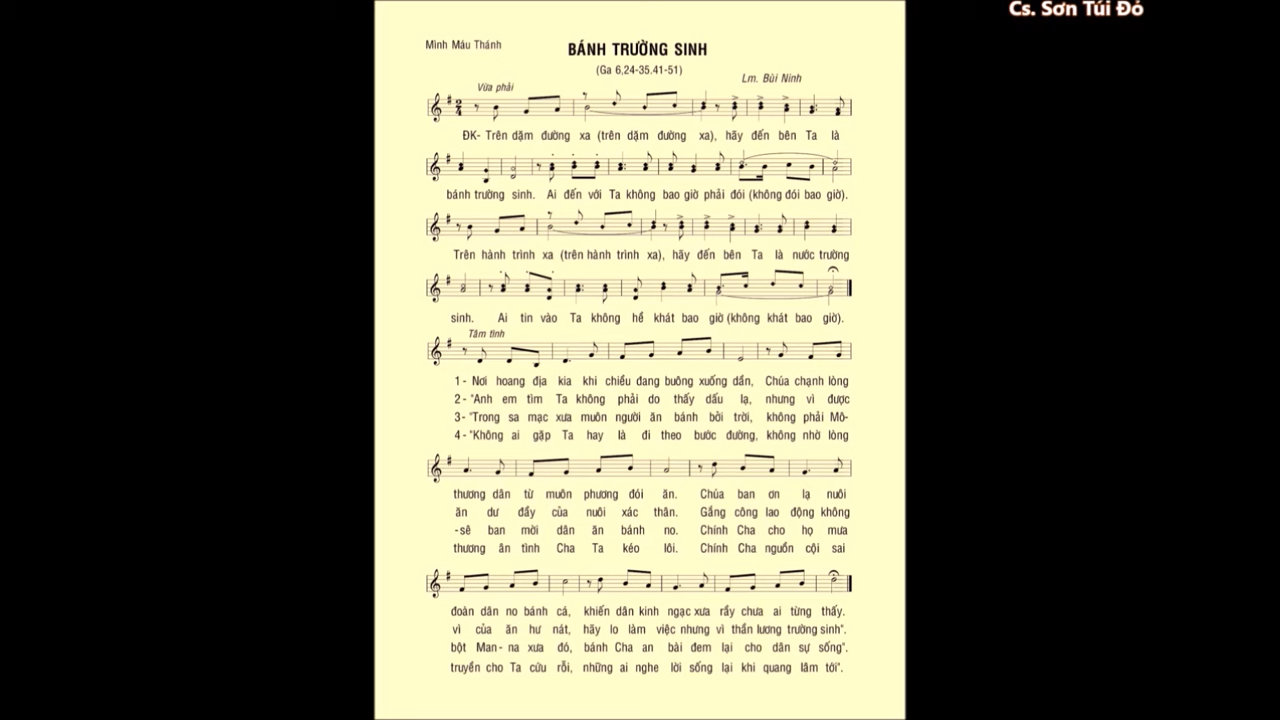 Cs. Sơn Túi Đỏ
Mình Máu Thánh
BÁNH TRƯỜNG SINH
(Ga 6,24-35.41-51)
Lm. Bùi Ninh
Vừa phải
ĐK- Trên dặm đường xa (trên dặm đường xa), hãy đến bên Ta là
bánh trường sinh. Ai đến với Ta không bao giờ phải đói (không đói bao giờ).
Trên hành trình xa (trên hành trình xa), hãy đến bên Ta là nước trường
sinh. Ai tin vào Ta không hề khát bao giờ (không khát bao giờ).
Tâm tình
1- Nơi hoang địa kia khi chiều đang buông xuống dần, Chúa chạnh lòng
2- "Anh em tìm Ta không phải do thấy dấu lạ, nhưng vì được
3- "Trong sa mạc xưa muôn người ăn bánh bởi trời, không phải Mô-
4- "Không ai gặp Ta hay là đi theo bước đường, không nhờ lòng
thương dân từ muôn phương đói ăn. Chúa ban ơn lạ nuôi
ăn dư đầy của nuôi xác thân. Gắng công lao động không
-sê ban mời dân ăn bánh no. Chính Cha cho họ mưa
thương ân tình Cha Ta kéo lôi. Chính Cha nguồn cội sai
đoàn dân no bánh cá, khiến dân kinh ngạc xưa rầy chưa ai từng thấy.
vì của ăn hư nát, hãy lo làm việc nhưng vì thần lương trường sinh".
bột Man- na xưa đó, bánh Cha an bài đem lại cho dân sự sống".
truyền cho Ta cứu rỗi, những ai nghe lời sống lại khi quang lâm tới".